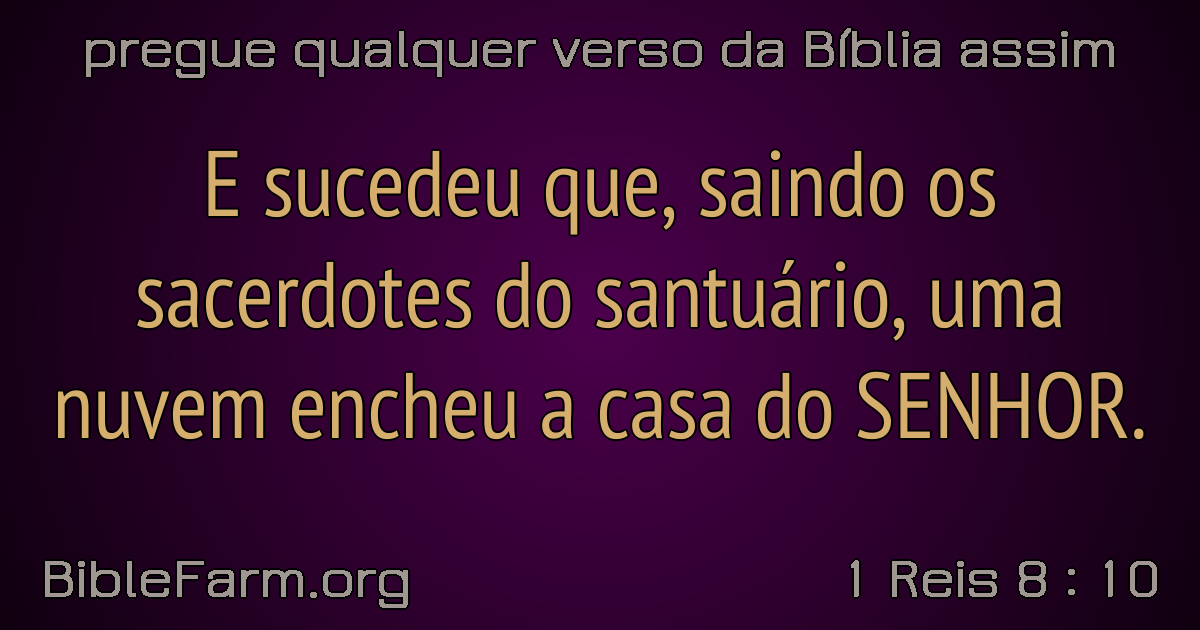 pregue qualquer verso da Bíblia assim
E sucedeu que, saindo os
sacerdotes do santuário, uma
nuvem encheu a casa do SENHOR.
BibleFarm.org
1 Reis 8 : 10